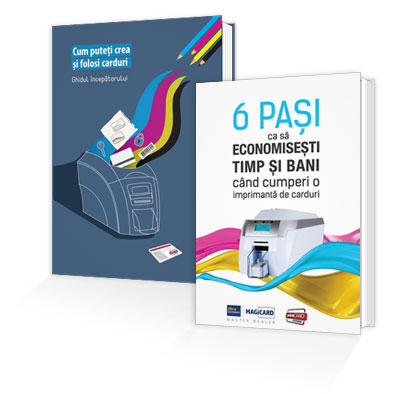 Cum puteți crea
și folosi carduri
Ghidul începătorului
6 PAȘI
ca să
ECONOMISEȘTI
TIMP ȘI BANI
când cumperi o
imprimantă de carduri
MAGiCARD
MASTER DEALER